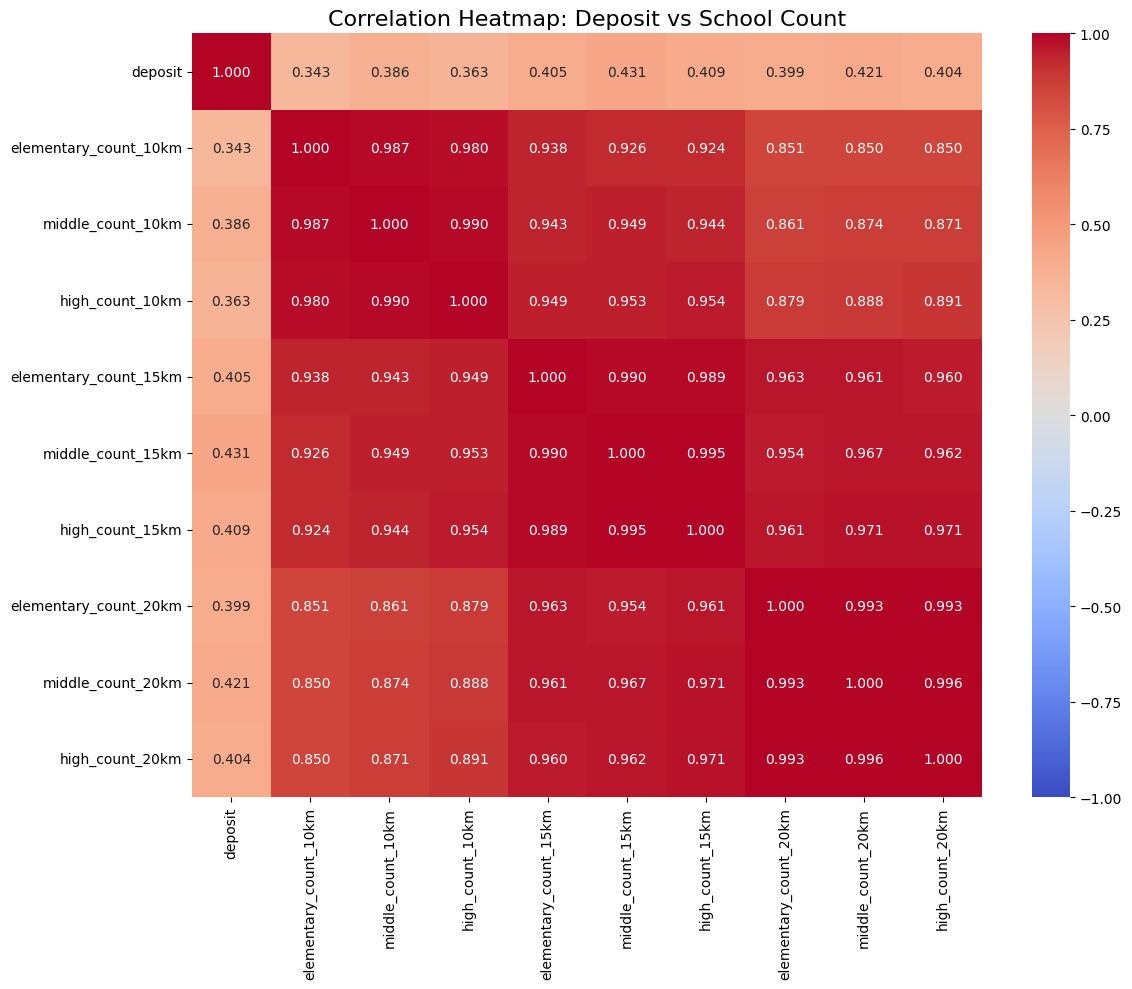 Correlation Heatmap: Deposit vs School Count
deposit 1.000 0.343 0.386 0.363 0.405 0.431 0.409 0.399 0.421 0.404
elementary_count_10km 0.343 1.000 0.987 0.980 0.938 0.926 0.924 0.851 0.850 0.850
middle_count_10km 0.386 0.987 1.000 0.990 0.943 0.949 0.944 0.861 0.874 0.871
high_count_10km 0.363 0.980 0.990 1.000 0.949 0.953 0.954 0.879 0.888 0.891
elementary_count_15km 0.405 0.938 0.943 0.949 1.000 0.990 0.989 0.963 0.961 0.960
middle_count_15km 0.431 0.926 0.949 0.953 0.990 1.000 0.995 0.954 0.967 0.962
high_count_15km 0.409 0.924 0.944 0.954 0.989 0.995 1.000 0.961 0.971 0.971
elementary_count_20km 0.399 0.851 0.861 0.879 0.963 0.954 0.961 1.000 0.993 0.993
middle_count_20km 0.421 0.850 0.874 0.888 0.961 0.967 0.971 0.993 1.000 0.996
high_count_20km 0.404 0.850 0.871 0.891 0.960 0.962 0.971 0.993 0.996 1.000
deposit
elementary_count_10km
middle_count_10km
high_count_10km
elementary_count_15km
middle_count_15km
high_count_15km
elementary_count_20km
middle_count_20km
high_count_20km
1.00
0.75
0.50
0.25
0.00
−0.25
−0.50
−0.75
−1.00